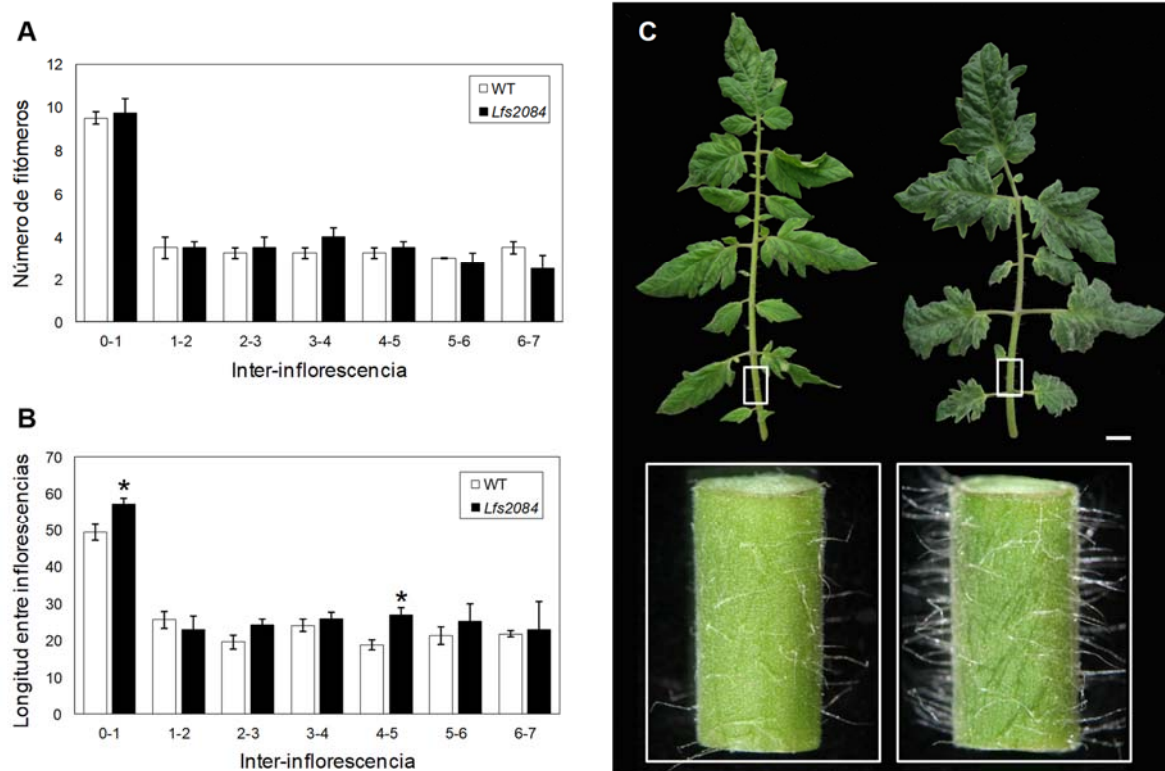 A
Número de fitómeros
12
10
8
6
4
2
0
WT
Lfs2084
0-1 1-2 2-3 3-4 4-5 5-6 6-7
Inter-inflorescencia
B
Longitud entre inflorescencias
70
60
50
40
30
20
10
0
*
*
WT
Lfs2084
0-1 1-2 2-3 3-4 4-5 5-6 6-7
Inter-inflorescencia
C